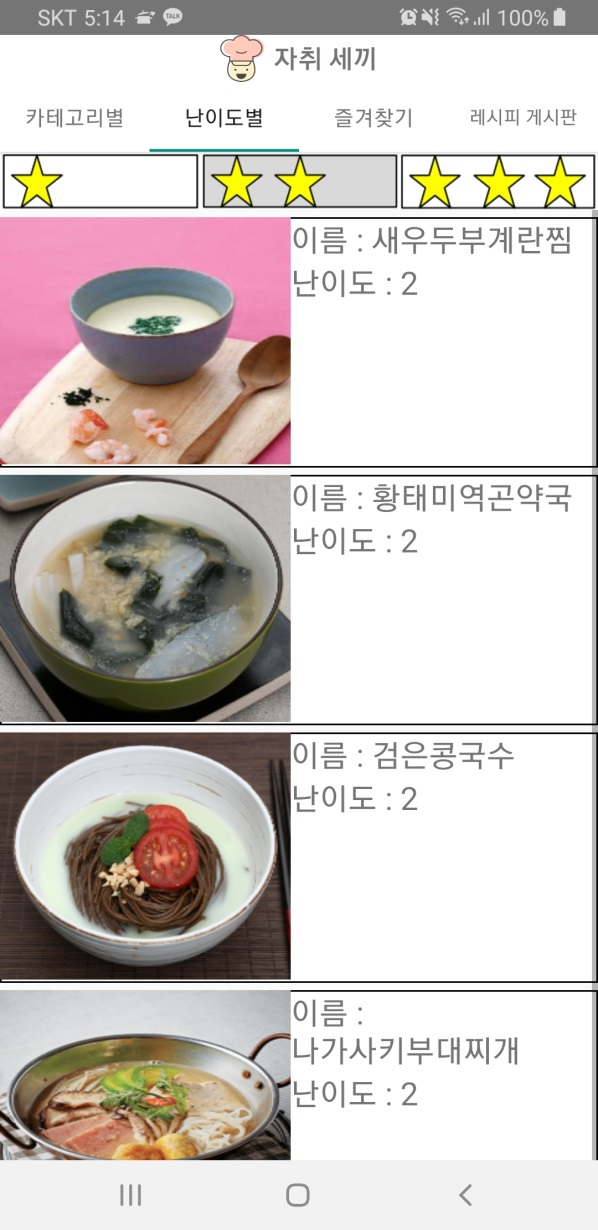 SKT 5:14 TALK 100%
자취 세끼
카테고리별 난이도별 즐겨찾기 레시피 게시판
이름 : 새우두부계란찜
난이도 : 2
이름 : 황태미역곤약국
난이도 : 2
이름 : 검은콩국수
난이도 : 2
이름 :
나가사키부대찌개
난이도 : 2